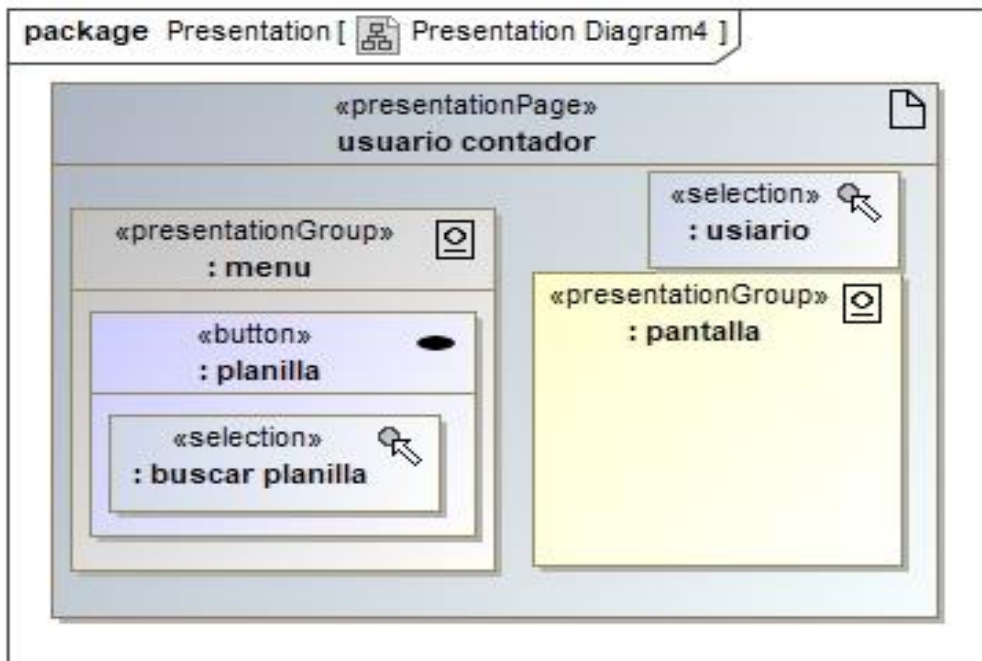 package Presentation [ Presentation Diagram4 ]
«presentationPage»
usuario contador
«selection»
: usiario
«presentationGroup»
: menu
«presentationGroup»
: pantalla
«button»
: planilla
«selection»
: buscar planilla